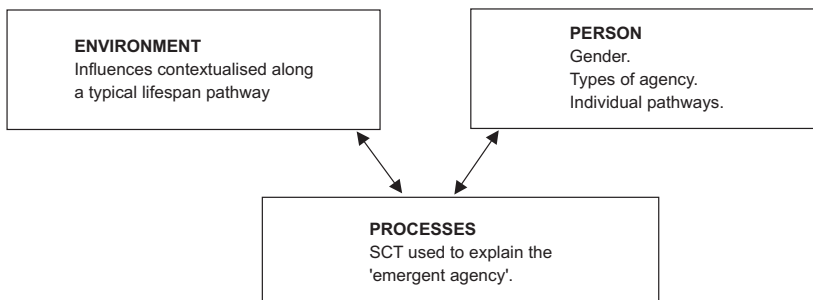 ENVIRONMENT
Influences contextualised along
a typical lifespan pathway
PERSON
Gender.
Types of agency.
Individual pathways.
PROCESSES
SCT used to explain the
'emergent agency'.